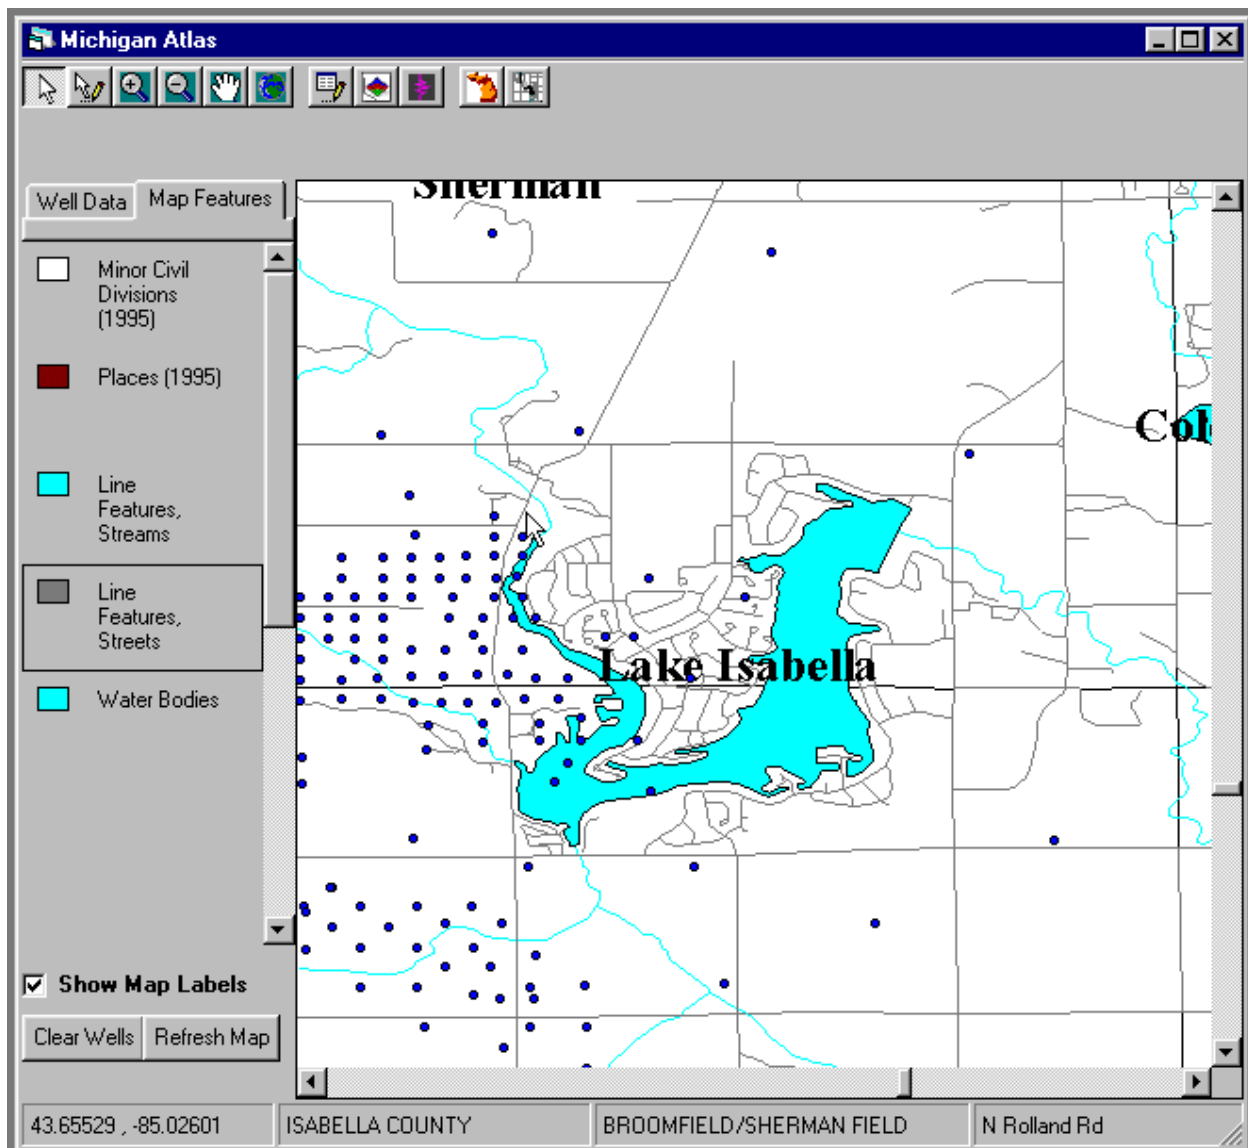 Michigan Atlas
Well Data
Map Features
Minor Civil
Divisions
(1995)
Places (1995)
Line
Features,
Streams
Line
Features,
Streets
Water Bodies
Show Map Labels
Clear Wells
Refresh Map
Sherman
Col
Lake Isabella
43.65529 , -85.02601
ISABELLA COUNTY
BROOMFIELD/SHERMAN FIELD
N Rolland Rd